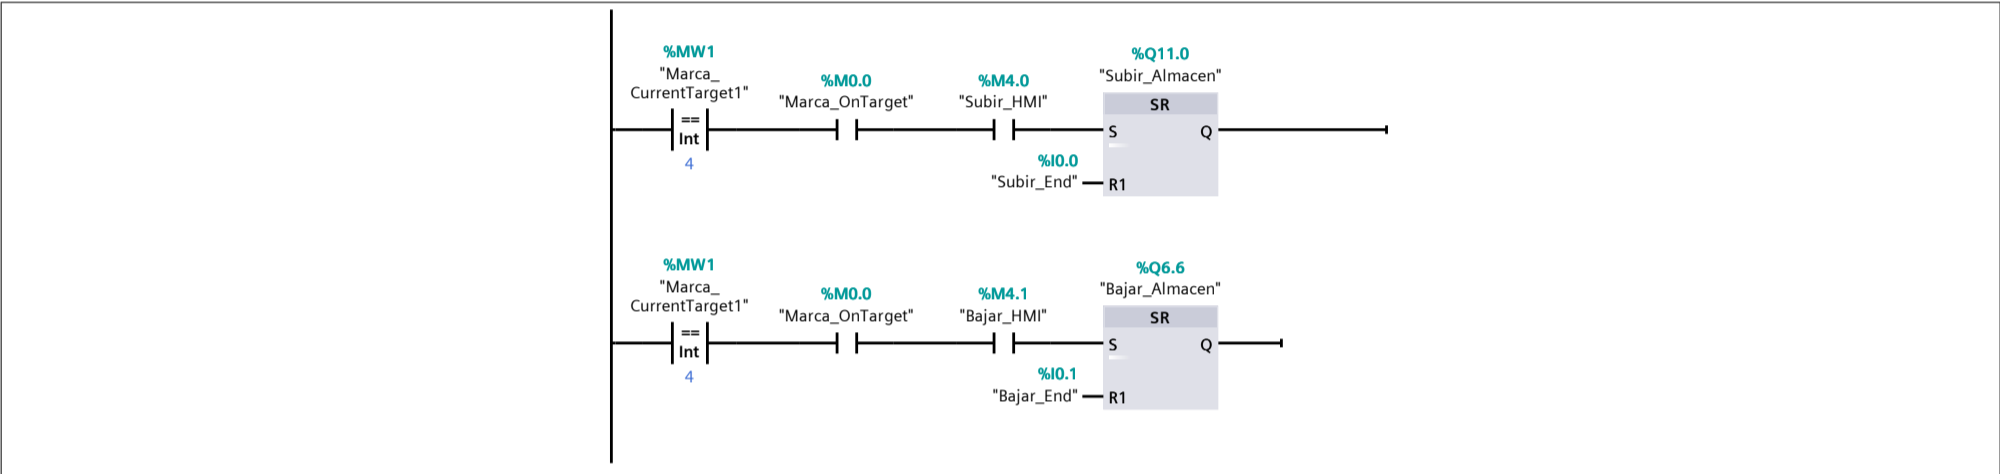 %MW1
"Marca_
CurrentTarget1"
==
Int
4
%M0.0
"Marca_OnTarget"
%M4.0
"Subir_HMI"
%Q11.0
"Subir_Almacen"
SR
S
Q
%I0.0
"Subir_End"
R1
%MW1
"Marca_
CurrentTarget1"
==
Int
4
%M0.0
"Marca_OnTarget"
%M4.1
"Bajar_HMI"
%Q6.6
"Bajar_Almacen"
SR
S
Q
%I0.1
"Bajar_End"
R1